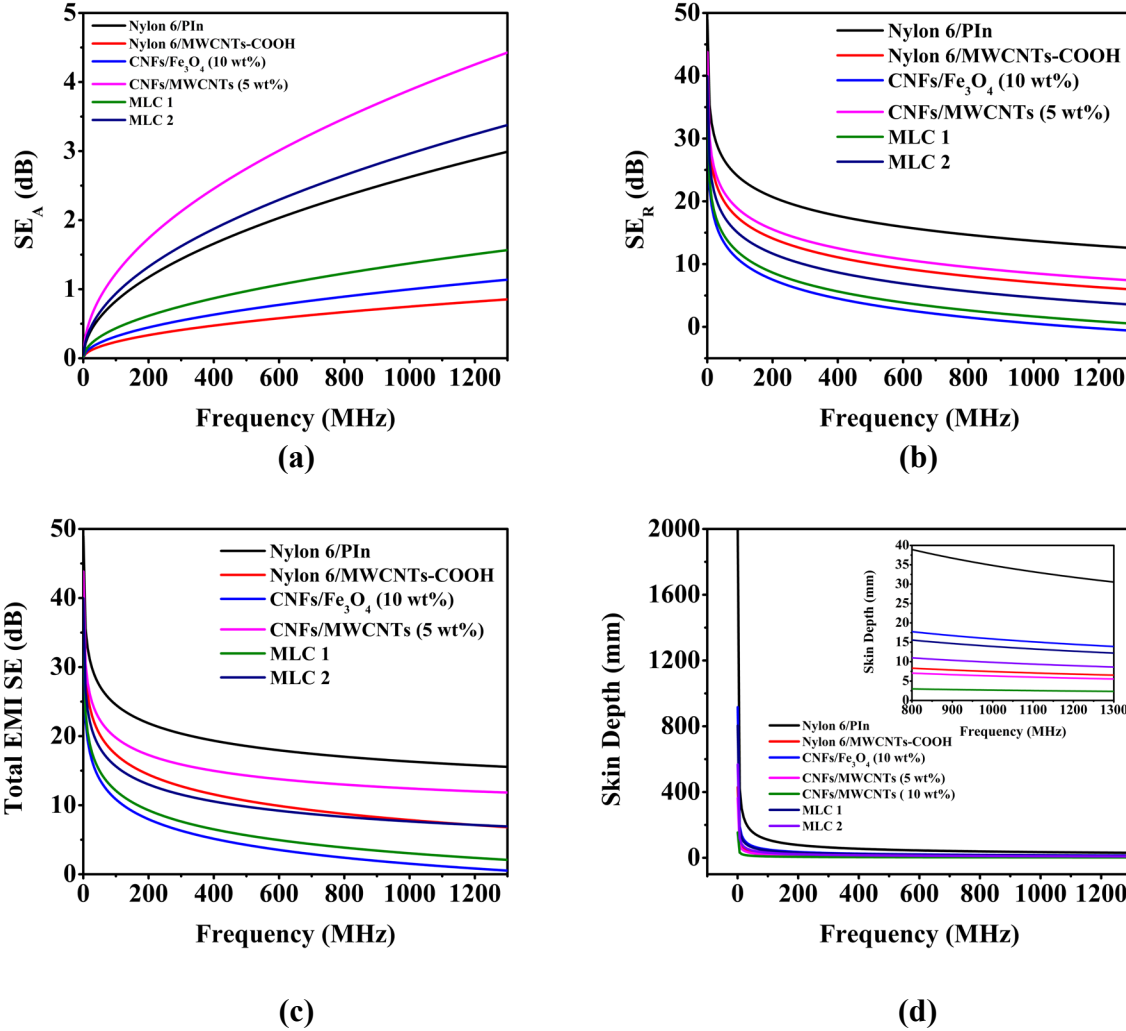 5
4
3
2
1
0
SE_A (dB)
Nylon 6/PIn
Nylon 6/MWCNTs-COOH
CNFs/Fe₃O₄ (10 wt%)
CNFs/MWCNTs (5 wt%)
MLC 1
MLC 2
0 200 400 600 800 1000 1200
Frequency (MHz)
(a)
50
40
30
20
10
0
SE_R (dB)
Nylon 6/PIn
Nylon 6/MWCNTs-COOH
CNFs/Fe₃O₄ (10 wt%)
CNFs/MWCNTs (5 wt%)
MLC 1
MLC 2
0 200 400 600 800 1000 1200
Frequency (MHz)
(b)
50
40
30
20
10
0
Total EMI SE (dB)
Nylon 6/PIn
Nylon 6/MWCNTs-COOH
CNFs/Fe₃O₄ (10 wt%)
CNFs/MWCNTs (5 wt%)
MLC 1
MLC 2
0 200 400 600 800 1000 1200
Frequency (MHz)
(c)
2000
1600
1200
800
400
0
Skin Depth (mm)
40
35
30
25
20
15
10
5
0
Skin Depth (mm)
800 900 1000 1100 1200 1300
Frequency (MHz)
Nylon 6/PIn
Nylon 6/MWCNTs-COOH
CNFs/Fe₃O₄ (10 wt%)
CNFs/MWCNTs (5 wt%)
CNFs/MWCNTs ( 10 wt%)
MLC 1
MLC 2
0 200 400 600 800 1000 1200
Frequency (MHz)
(d)